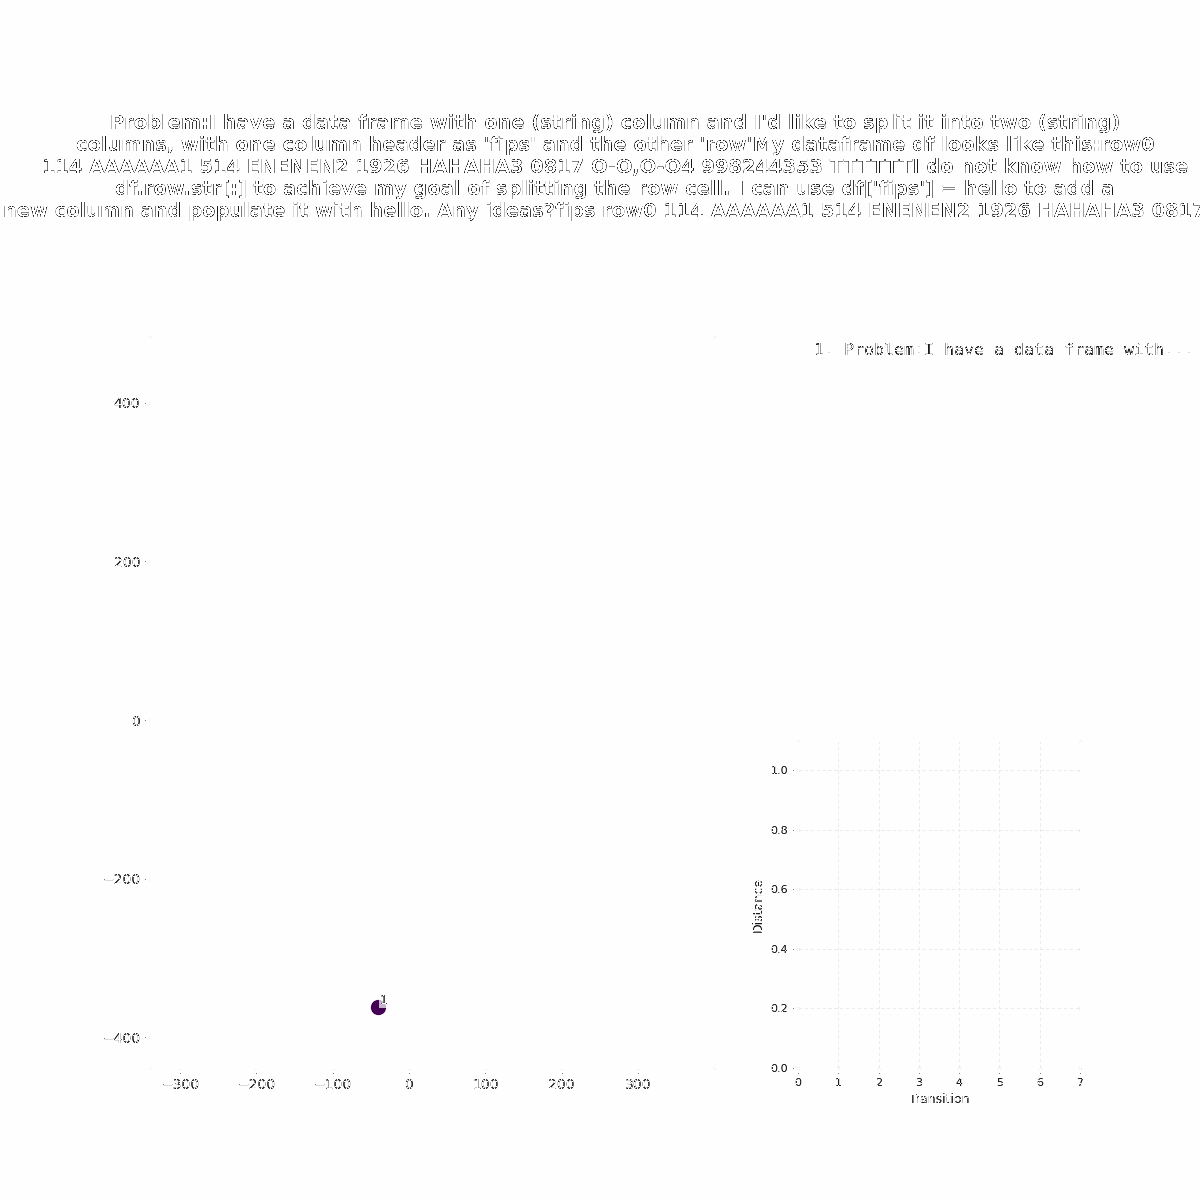 Problem:I have a data frame with one (string) column and I'd like to split it into two (string)
columns, with one column header as 'fips' and the other 'row'My dataframe df looks like this:row0
114 AAAAAA1 514 ENENEN2 1926 HAHAHA3 0817 O-O,O-O4 998244353 TTTTTTI do not know how to use
df.row.str[:] to achieve my goal of splitting the row cell. I can use df['fips'] = hello to add a
new column and populate it with hello. Any ideas?fips row0 114 AAAAAA1 514 ENENEN2 1926 HAHAHA3 0817
1. Problem:I have a data frame with...
400
200
0
−200
−400
−300 −200 −100 0 100 200 300
1
1.0
0.8
0.6
0.4
0.2
0.0
Distance
0 1 2 3 4 5 6 7
Transition